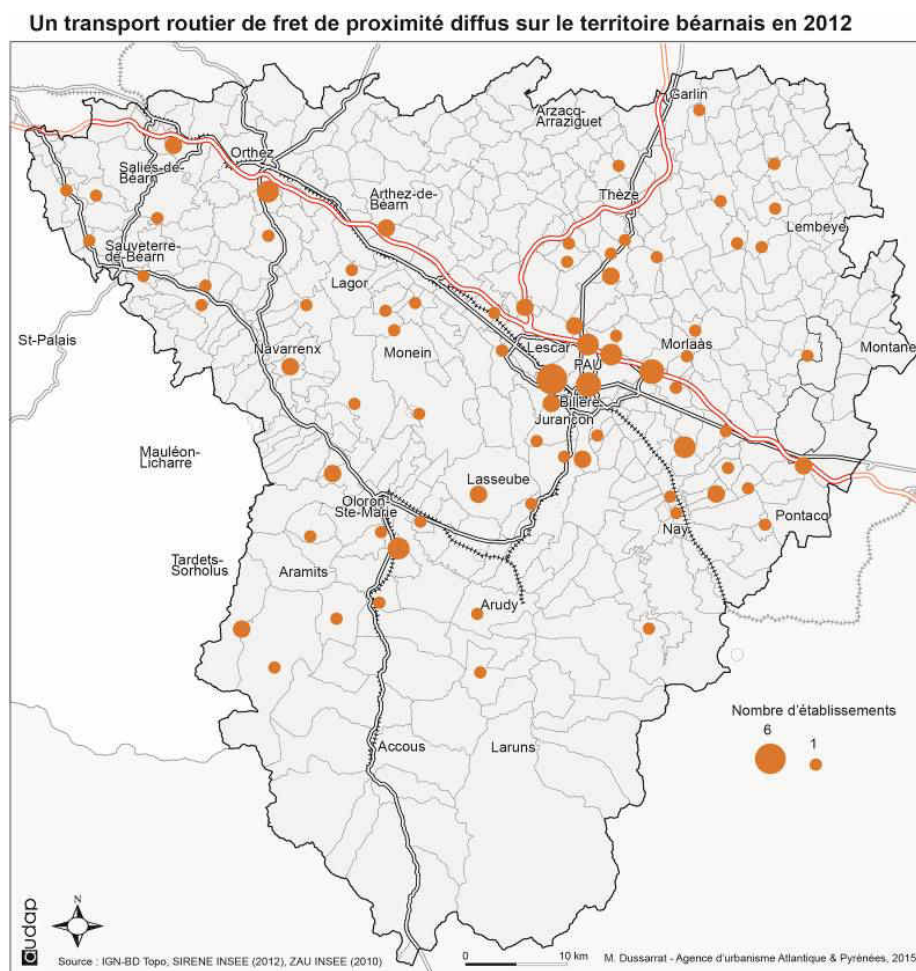 Un transport routier de fret de proximité diffus sur le territoire béarnais en 2012
Garlin
Arzacq-
Arraziguet
Orthez
Salies-de-
Béarn
Thèze
Arthez-de-
Béarn
Lembeye
Sauveterre-
de-Béarn
Lagor
St-Palais
Lescar
Morlaàs
Montane
Navarrenx
Monein
PAU
Billère
Jurançon
Mauléon-
Licharre
Lasseube
Oloron-
Ste-Marie
Pontacq
Nay
Tardets-
Sorholus
Aramits
Arudy
Nombre d'établissements
6
1
Accous
Laruns
audap
N
Source : IGN-BD Topo, SIRENE INSEE (2012), ZAU INSEE (2010)
0
10 km
M. Dussarrat - Agence d'urbanisme Atlantique & Pyrénées, 2015